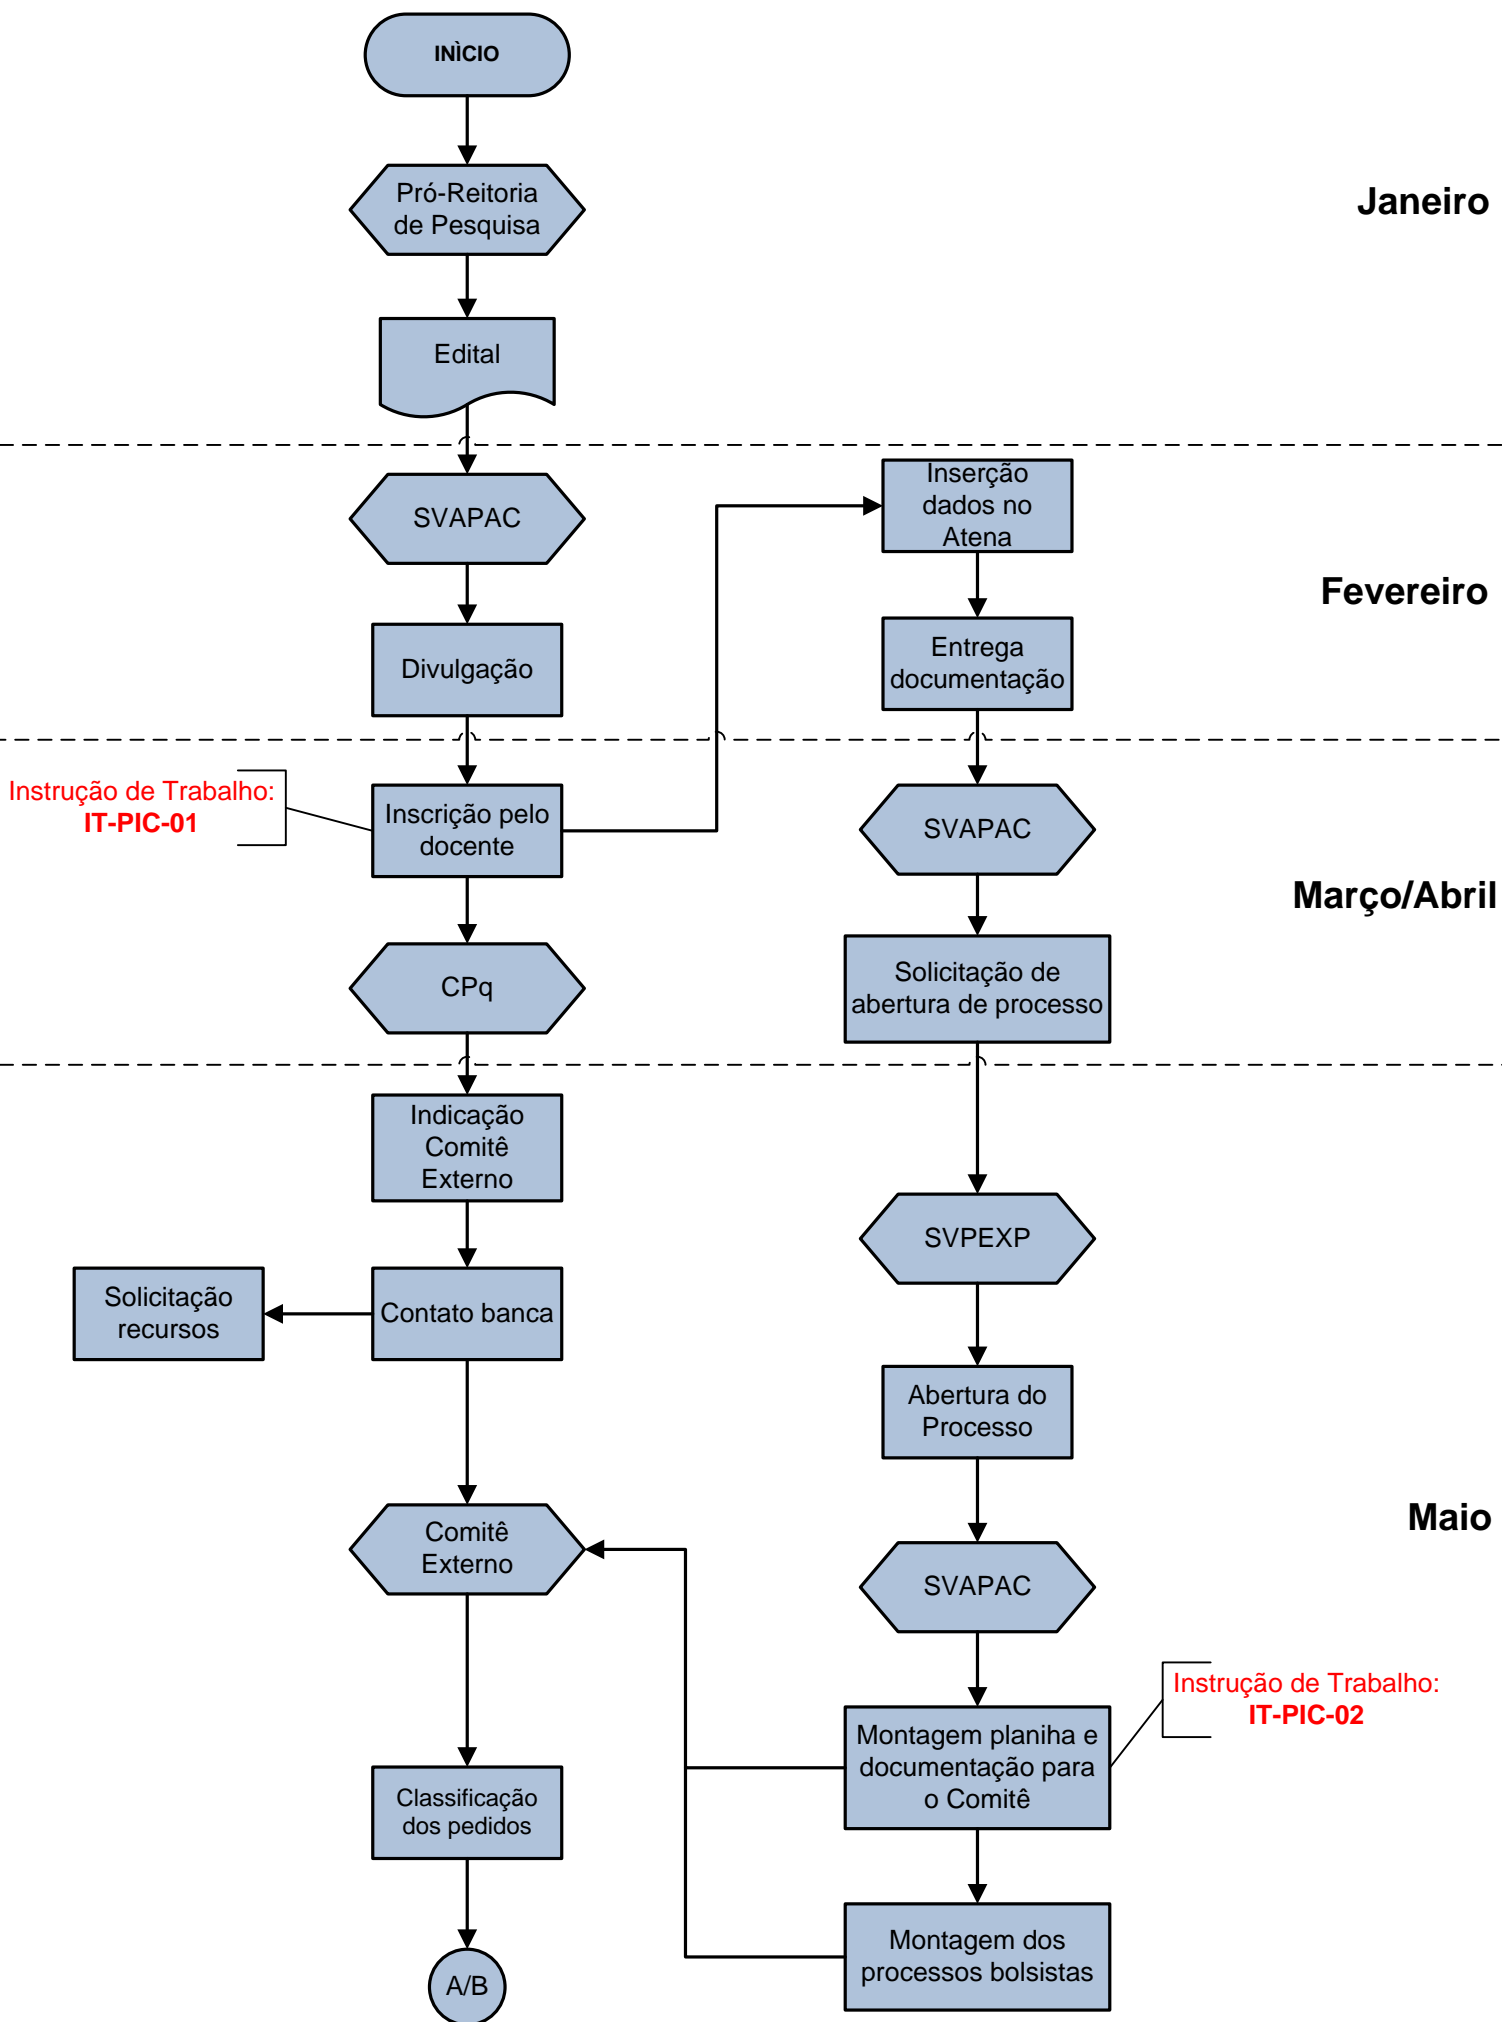 INÌCIO
Pró-Reitoria
de Pesquisa
Janeiro
Edital
SVAPAC
Inserção
dados no
Atena
Fevereiro
Divulgação
Entrega
documentação
Instrução de Trabalho:
IT-PIC-01
Inscrição pelo
docente
SVAPAC
Março/Abril
CPq
Solicitação de
abertura de processo
Indicação
Comitê
Externo
SVPEXP
Solicitação
recursos
Contato banca
Abertura do
Processo
Comitê
Externo
Maio
SVAPAC
Instrução de Trabalho:
IT-PIC-02
Montagem planiha e
documentação para
o Comitê
Classificação
dos pedidos
Montagem dos
processos bolsistas
A/B